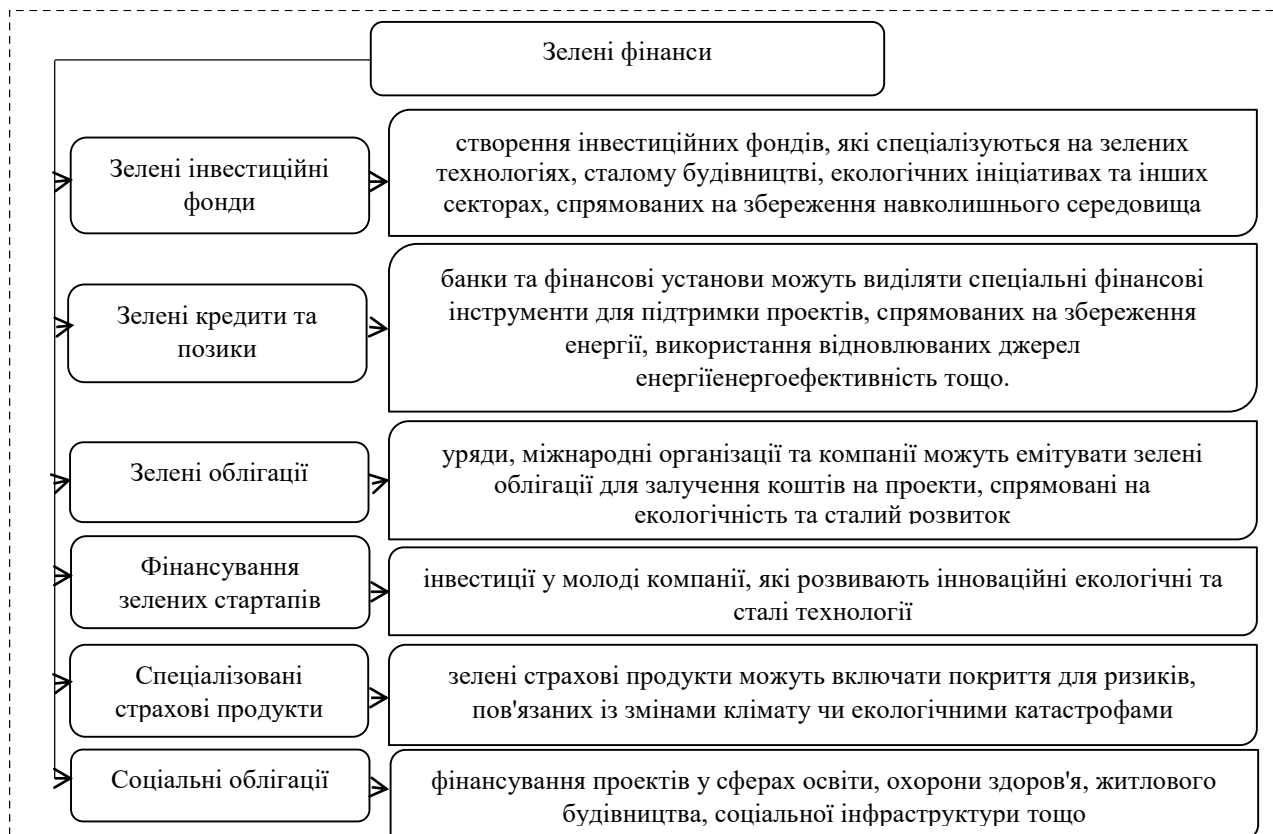 Зелені фінанси
Зелені інвестиційні
фонди
створення інвестиційних фондів, які спеціалізуються на зелених
технологіях, сталому будівництві, екологічних ініціативах та інших
секторах, спрямованих на збереження навколишнього середовища
Зелені кредити та
позики
банки та фінансові установи можуть виділяти спеціальні фінансові
інструменти для підтримки проектів, спрямованих на збереження
енергії, використання відновлюваних джерел
енергіїенергоефективність тощо.
Зелені облігації
уряди, міжнародні організації та компанії можуть емітувати зелені
облігації для залучення коштів на проекти, спрямовані на
екологічність та сталий розвиток
Фінансування
зелених стартапів
інвестиції у молоді компанії, які розвивають інноваційні екологічні та
сталі технології
Спеціалізовані
страхові продукти
зелені страхові продукти можуть включати покриття для ризиків,
пов'язаних із змінами клімату чи екологічними катастрофами
Соціальні облігації
фінансування проектів у сферах освіти, охорони здоров'я, житлового
будівництва, соціальної інфраструктури тощо